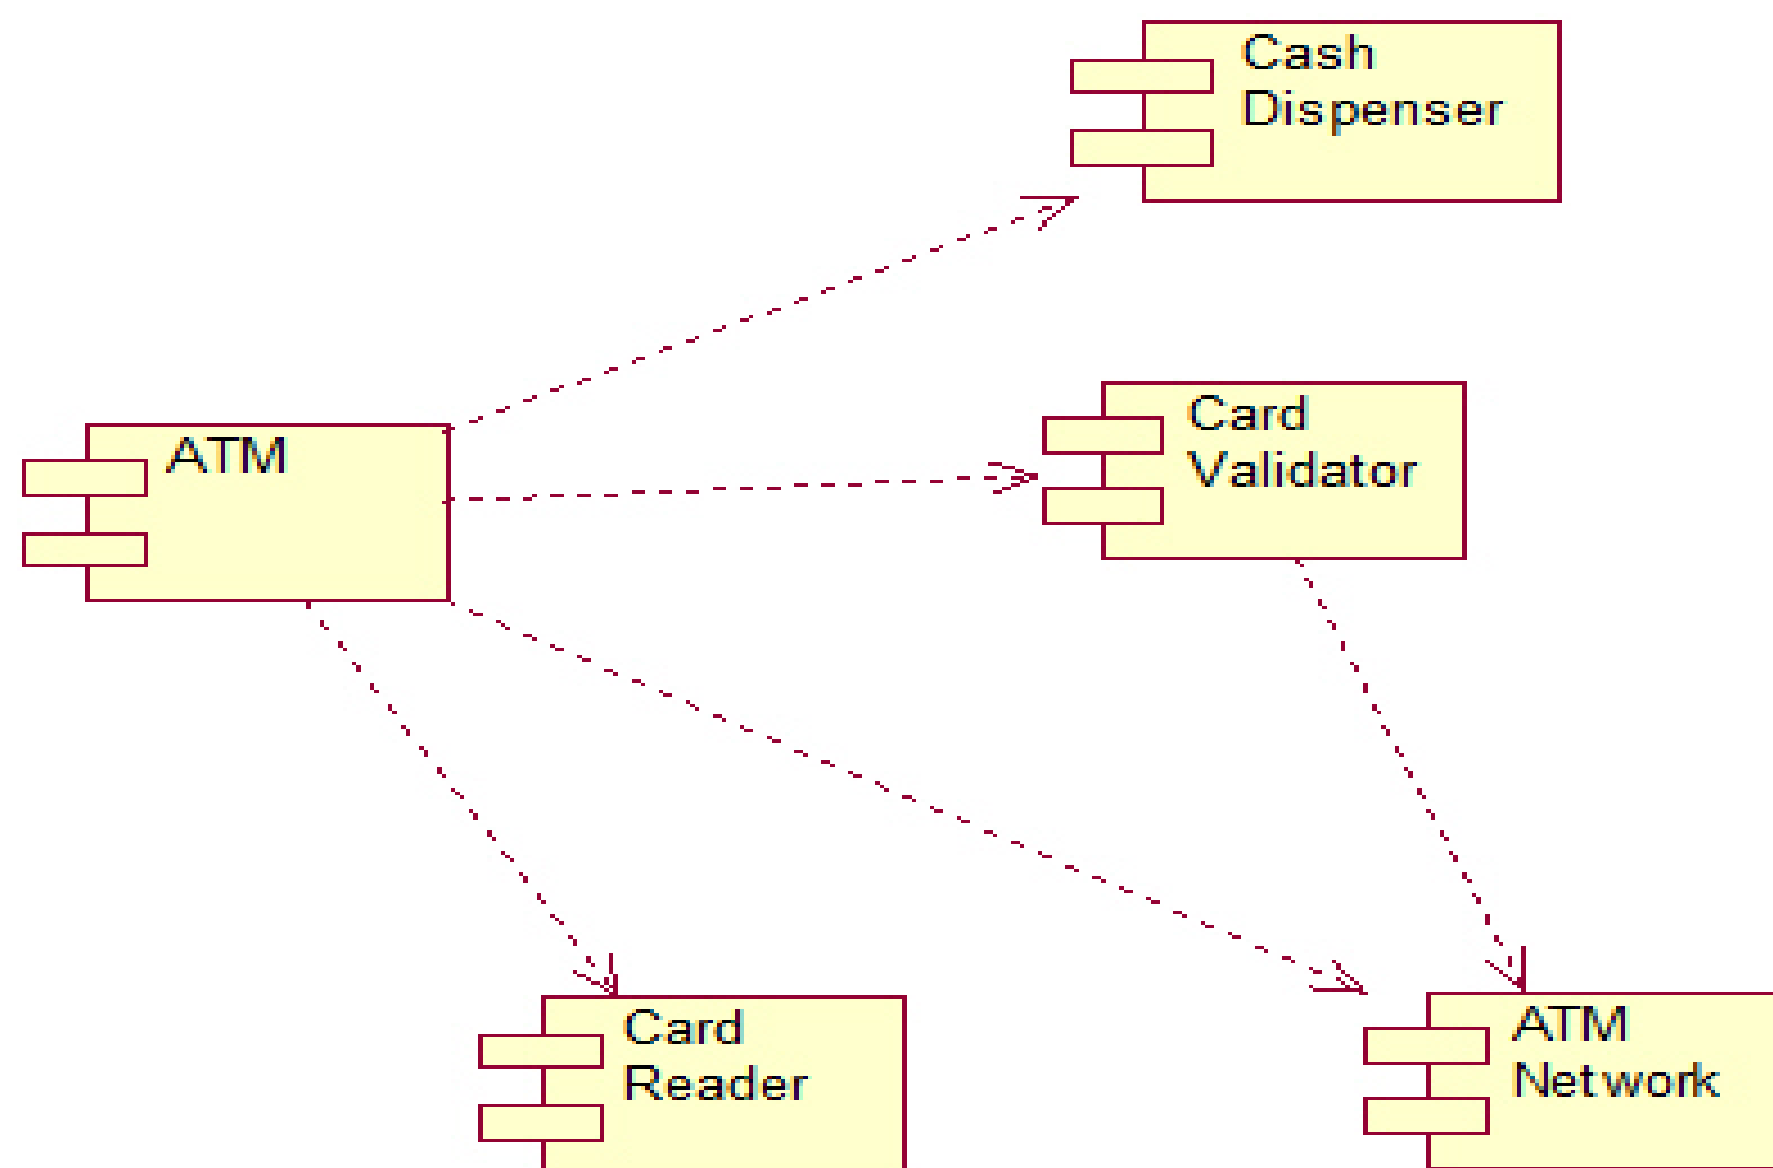 Cash
Dispenser
Card
Validator
ATM
Card
Reader
ATM
Network